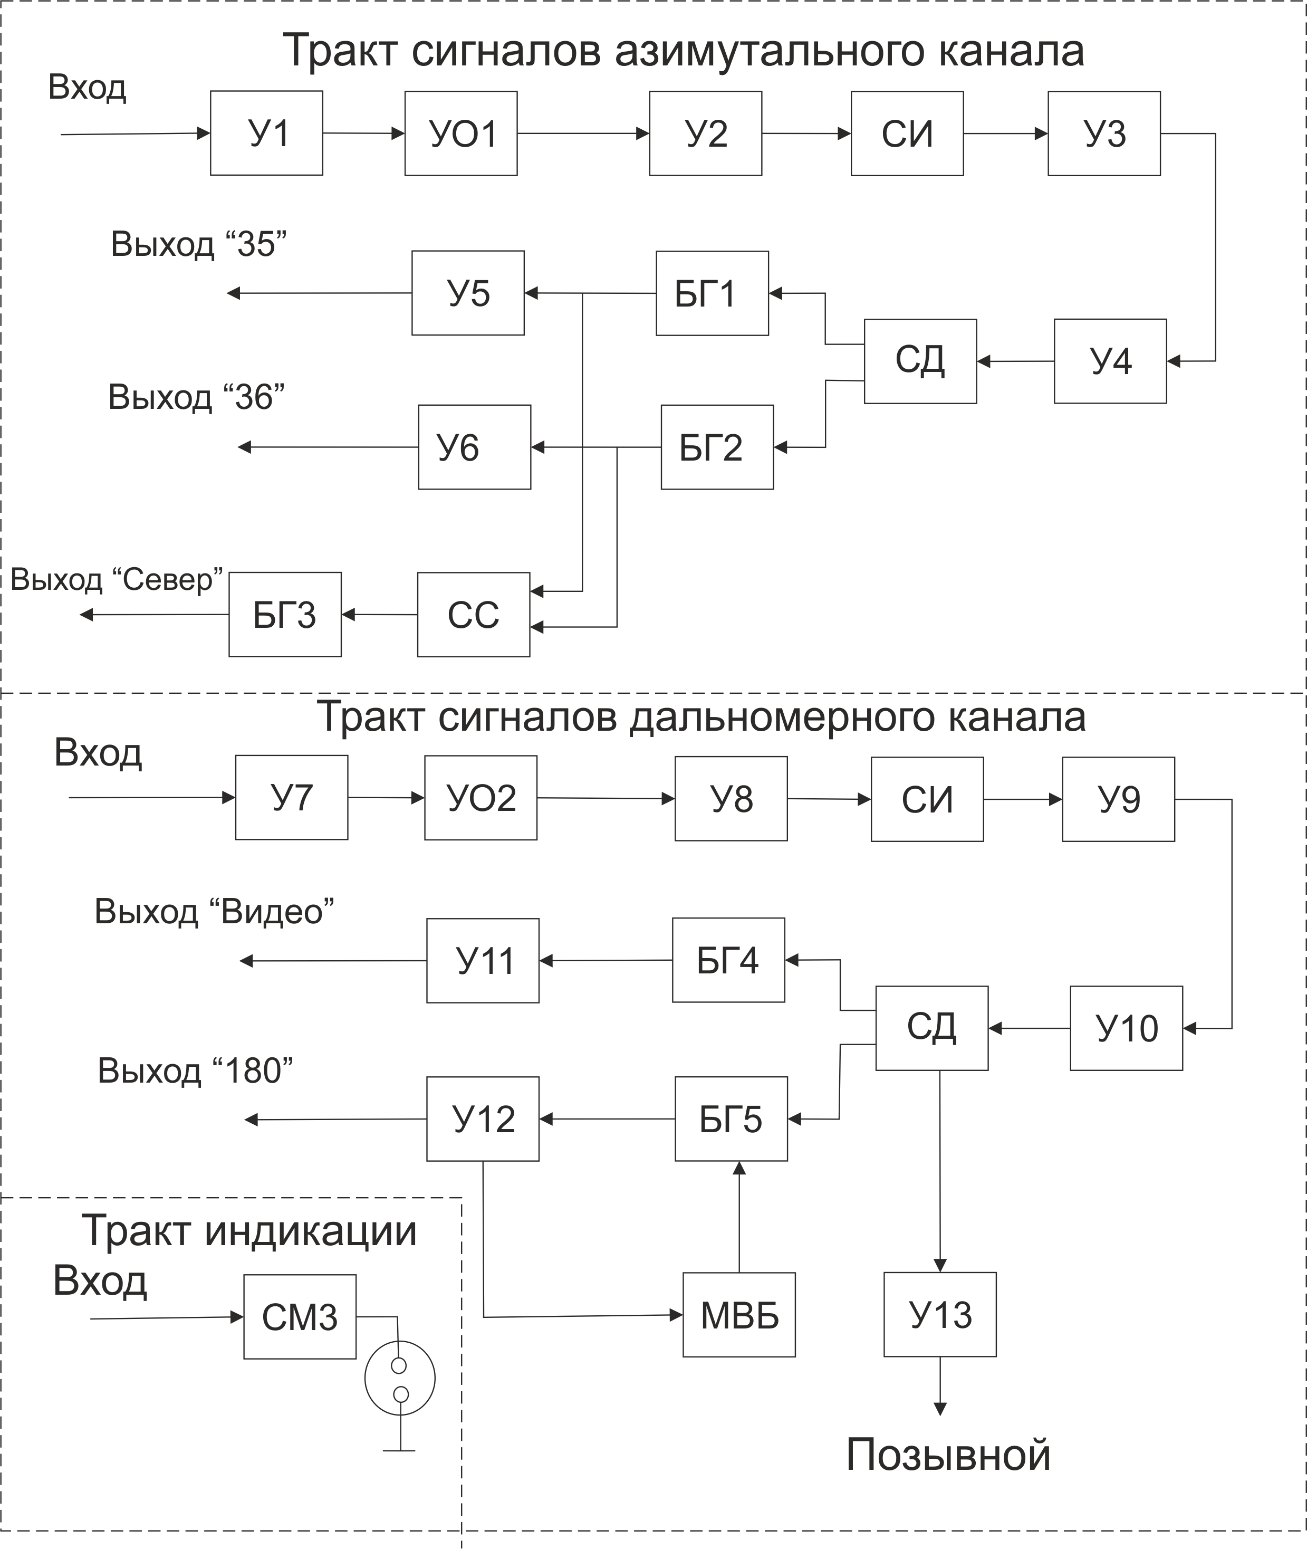 Тракт сигналов азимутального канала
Вход
У1
УО1
У2
СИ
У3
Выход “35”
У5
БГ1
СД
У4
Выход “36”
У6
БГ2
Выход “Север”
БГ3
СС
Тракт сигналов дальномерного канала
Вход
У7
УО2
У8
СИ
У9
Выход “Видео”
У11
БГ4
СД
У10
Выход “180”
У12
БГ5
Тракт индикации
Вход
СМ3
МВБ
У13
Позывной